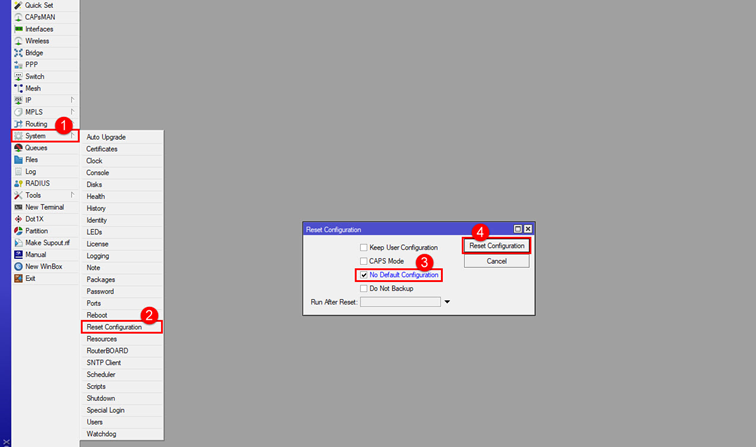 Quick Set
CAPsMAN
Interfaces
Wireless
Bridge
PPP
Switch
Mesh
IP
MPLS
Routing
1
System
Queues
Files
Log
RADIUS
Tools
New Terminal
Dot1X
Partition
Make Supout.rif
Manual
New WinBox
Exit
Auto Upgrade
Certificates
Clock
Console
Disks
Health
History
Identity
LEDs
License
Logging
Note
Packages
Password
Ports
Reboot
2
Reset Configuration
Resources
RouterBOARD
SNTP Client
Scheduler
Scripts
Shutdown
Special Login
Users
Watchdog
Reset Configuration
4
Keep User Configuration
Reset Configuration
CAPS Mode
3
Cancel
No Default Configuration
Do Not Backup
Run After Reset: